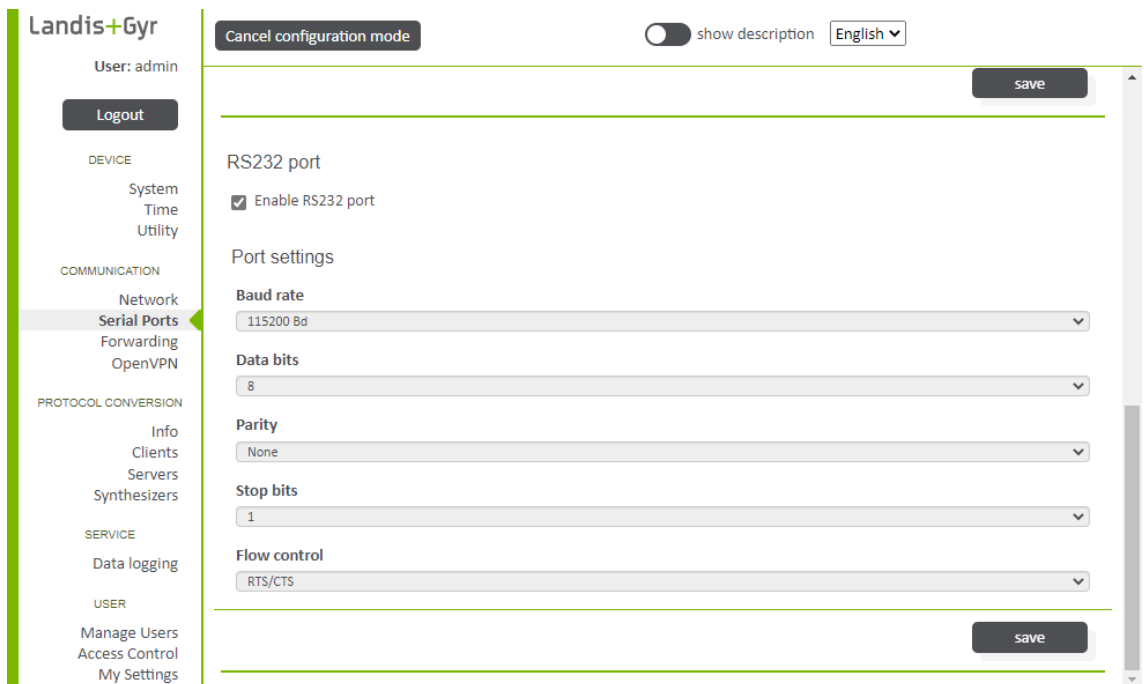 Landis+Gyr
User: admin
Logout
DEVICE
System
Time
Utility
COMMUNICATION
Network
Serial Ports
Forwarding
OpenVPN
PROTOCOL CONVERSION
Info
Clients
Servers
Synthesizers
SERVICE
Data logging
USER
Manage Users
Access Control
My Settings
Cancel configuration mode
show description
English
save
RS232 port
Enable RS232 port
Port settings
Baud rate
115200 Bd
Data bits
8
Parity
None
Stop bits
1
Flow control
RTS/CTS
save